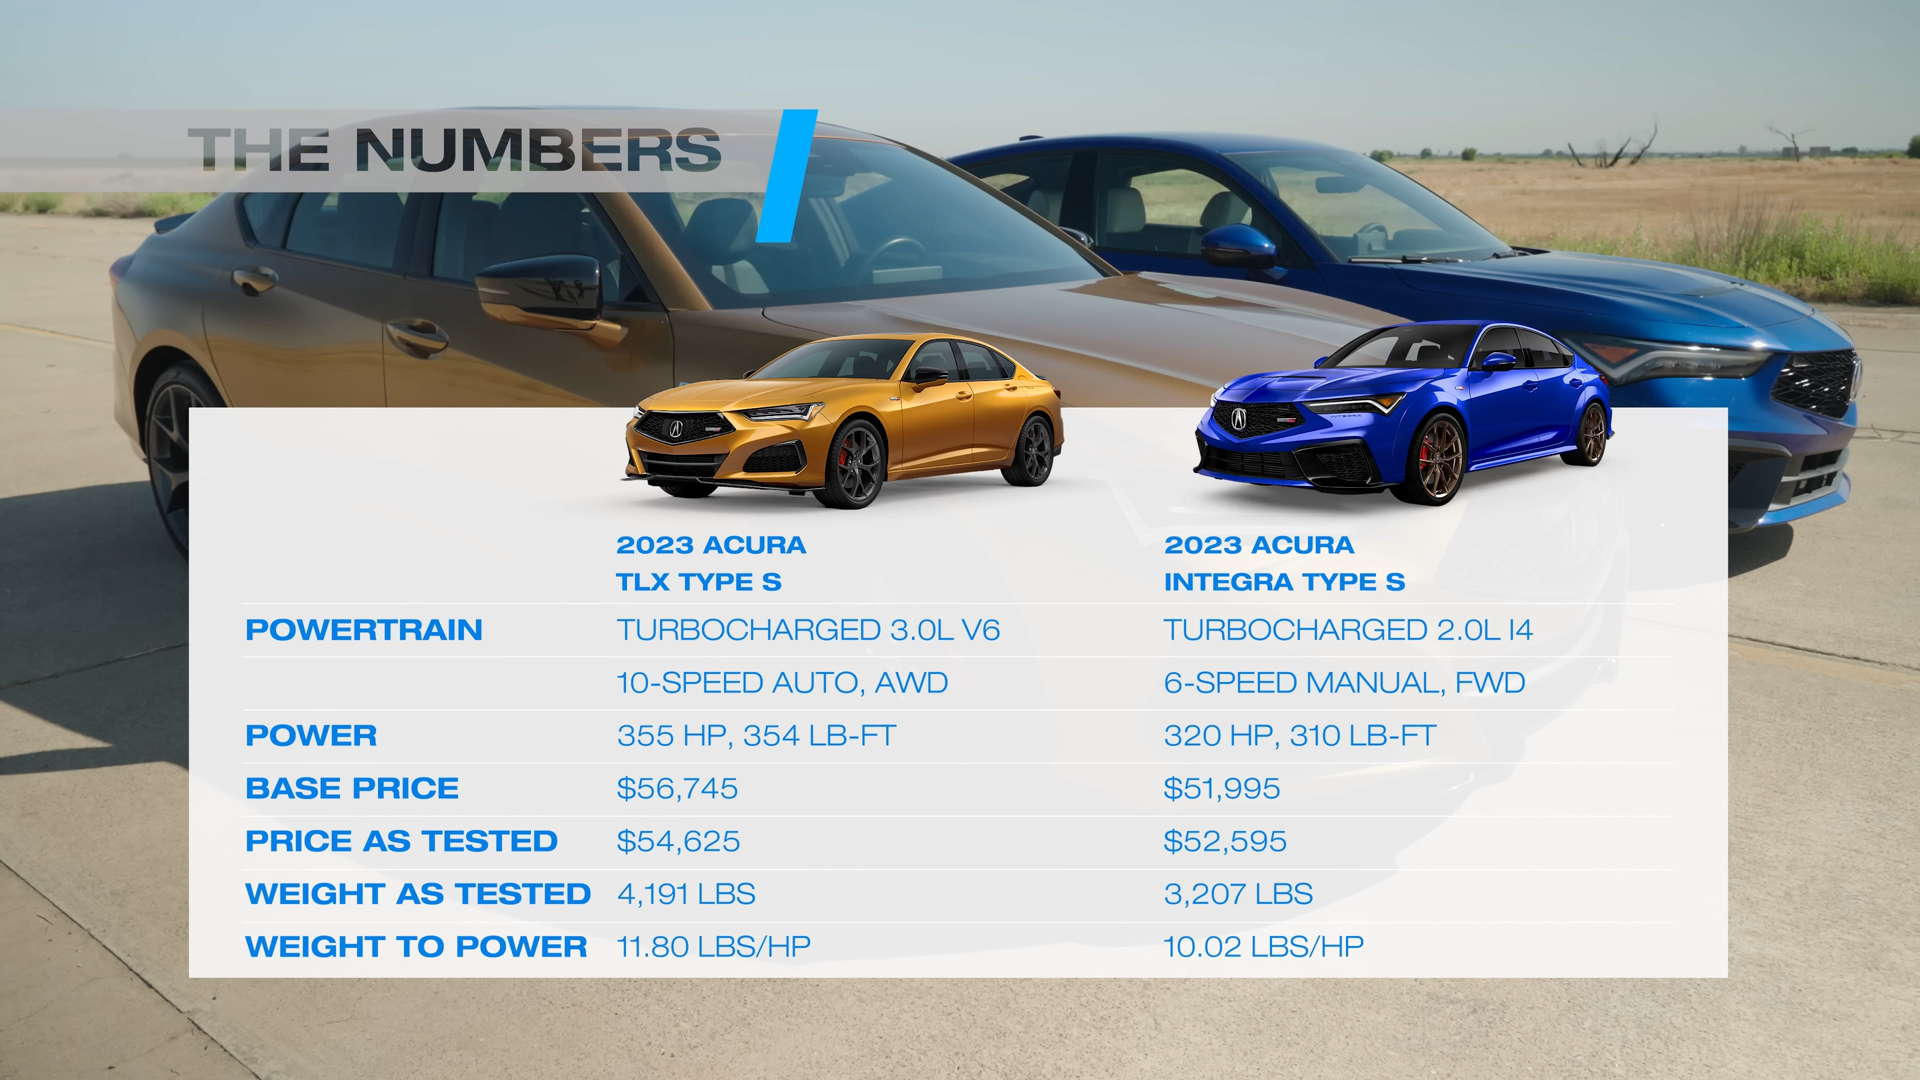 THE NUMBERS
2023 ACURA
TLX TYPE S
2023 ACURA
INTEGRA TYPE S
POWERTRAIN TURBOCHARGED 3.0L V6 TURBOCHARGED 2.0L I4
10-SPEED AUTO, AWD 6-SPEED MANUAL, FWD
POWER 355 HP, 354 LB-FT 320 HP, 310 LB-FT
BASE PRICE $56,745 $51,995
PRICE AS TESTED $54,625 $52,595
WEIGHT AS TESTED 4,191 LBS 3,207 LBS
WEIGHT TO POWER 11.80 LBS/HP 10.02 LBS/HP